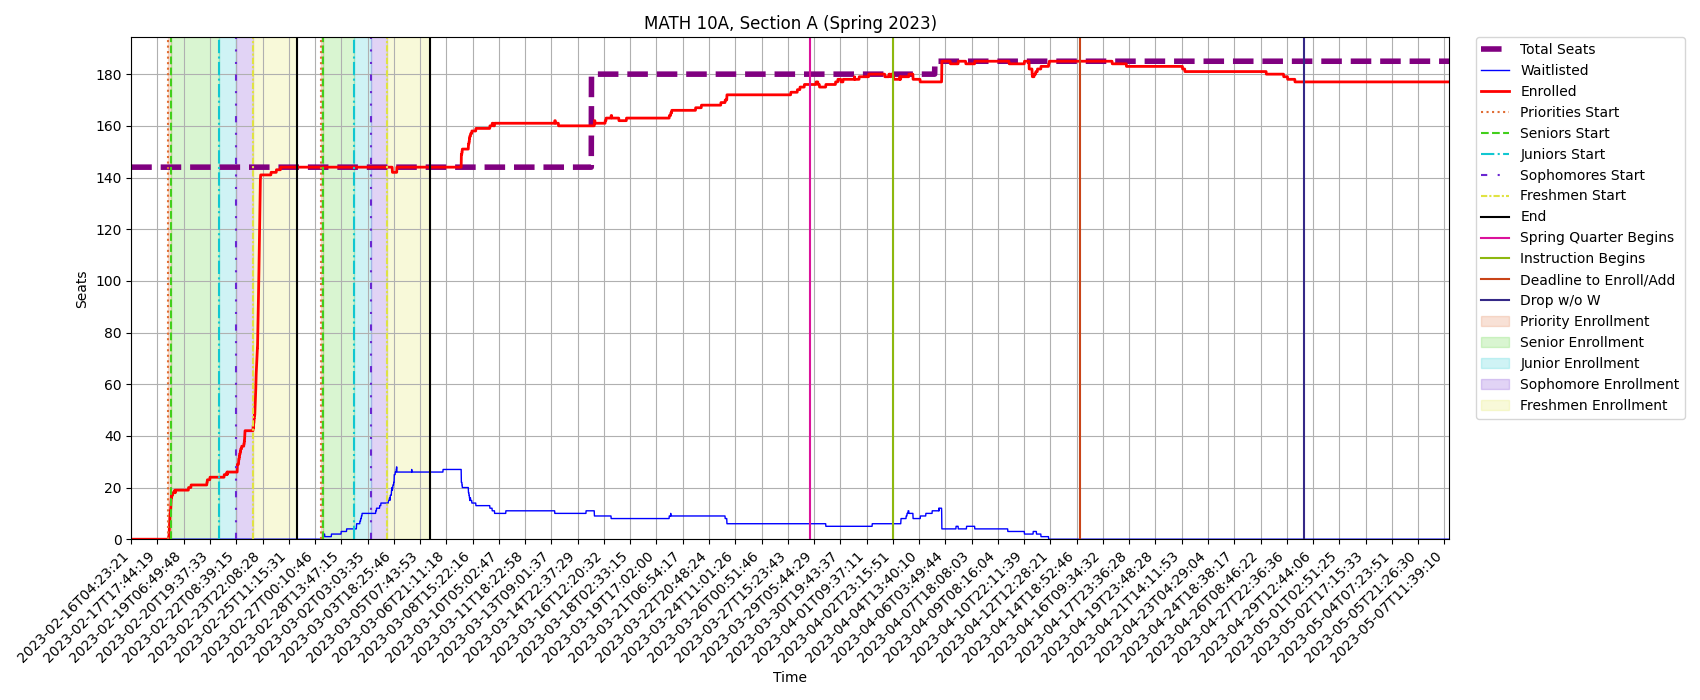 MATH 10A, Section A (Spring 2023)
Seats
180
160
140
120
100
80
60
40
20
0
2023-02-16T04:23:21
2023-02-17T17:44:19
2023-02-19T06:49:48
2023-02-20T19:37:33
2023-02-22T08:39:15
2023-02-23T22:08:28
2023-02-25T11:15:31
2023-02-27T00:10:46
2023-02-28T13:47:15
2023-03-02T03:03:35
2023-03-03T18:25:46
2023-03-05T07:43:53
2023-03-06T21:11:18
2023-03-08T15:22:16
2023-03-10T05:02:47
2023-03-11T18:22:58
2023-03-13T09:01:37
2023-03-14T22:37:29
2023-03-16T12:20:32
2023-03-18T02:33:15
2023-03-19T17:02:00
2023-03-21T06:54:17
2023-03-22T20:48:24
2023-03-24T11:01:26
2023-03-26T00:51:46
2023-03-27T15:23:43
2023-03-29T05:44:29
2023-03-30T19:43:37
2023-04-01T09:37:11
2023-04-02T23:15:51
2023-04-04T13:40:10
2023-04-06T03:49:44
2023-04-07T18:08:03
2023-04-09T08:16:04
2023-04-10T22:11:39
2023-04-12T12:28:21
2023-04-14T18:52:46
2023-04-16T09:34:32
2023-04-17T23:36:28
2023-04-19T23:48:28
2023-04-21T14:11:53
2023-04-23T04:29:04
2023-04-24T18:38:17
2023-04-26T08:46:22
2023-04-27T22:36:36
2023-04-29T12:44:06
2023-05-01T02:51:25
2023-05-02T17:15:33
2023-05-04T07:23:51
2023-05-05T21:26:30
2023-05-07T11:39:10
Time
Total Seats
Waitlisted
Enrolled
Priorities Start
Seniors Start
Juniors Start
Sophomores Start
Freshmen Start
End
Spring Quarter Begins
Instruction Begins
Deadline to Enroll/Add
Drop w/o W
Priority Enrollment
Senior Enrollment
Junior Enrollment
Sophomore Enrollment
Freshmen Enrollment